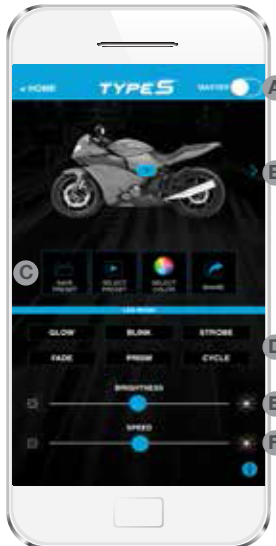 < HOME TYPE S MASTER A
B
C SAVE PRESET SELECT PRESET SELECT COLOR SHARE
LED MODES
GLOW BLINK STROBE
FADE PRISM CYCLE
D
BRIGHTNESS
E
SPEED
F